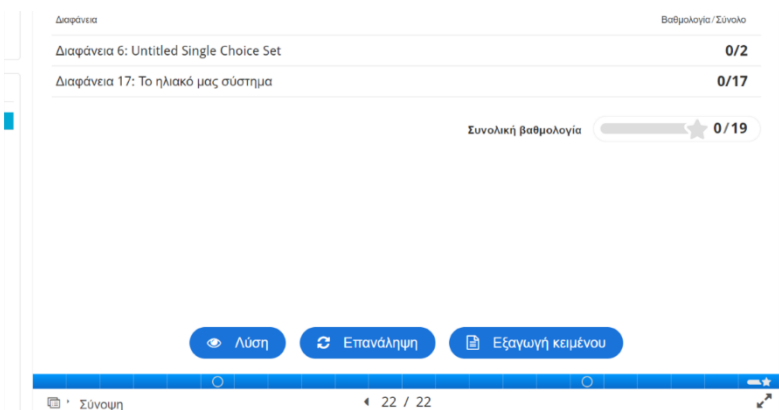 Διαφάνεια Βαθμολογία/Σύνολο
Διαφάνεια 6: Untitled Single Choice Set 0/2
Διαφάνεια 17: Το ηλιακό μας σύστημα 0/17
Συνολική βαθμολογία 0/19
Λύση Επανάληψη Εξαγωγή κειμένου
Σύνοψη 22 / 22